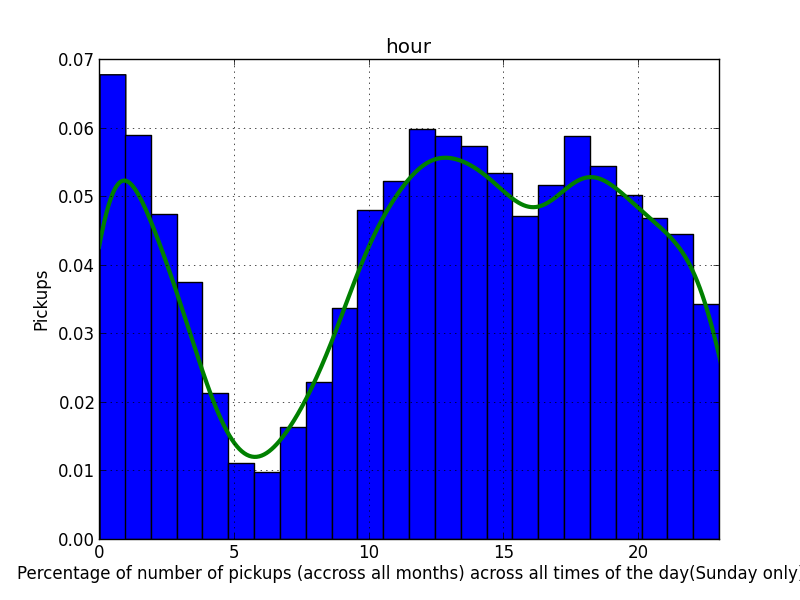 hour
0.07
0.06
0.05
0.04
0.03
0.02
0.01
0.00
Pickups
0 5 10 15 20
Percentage of number of pickups (accross all months) across all times of the day(Sunday only)